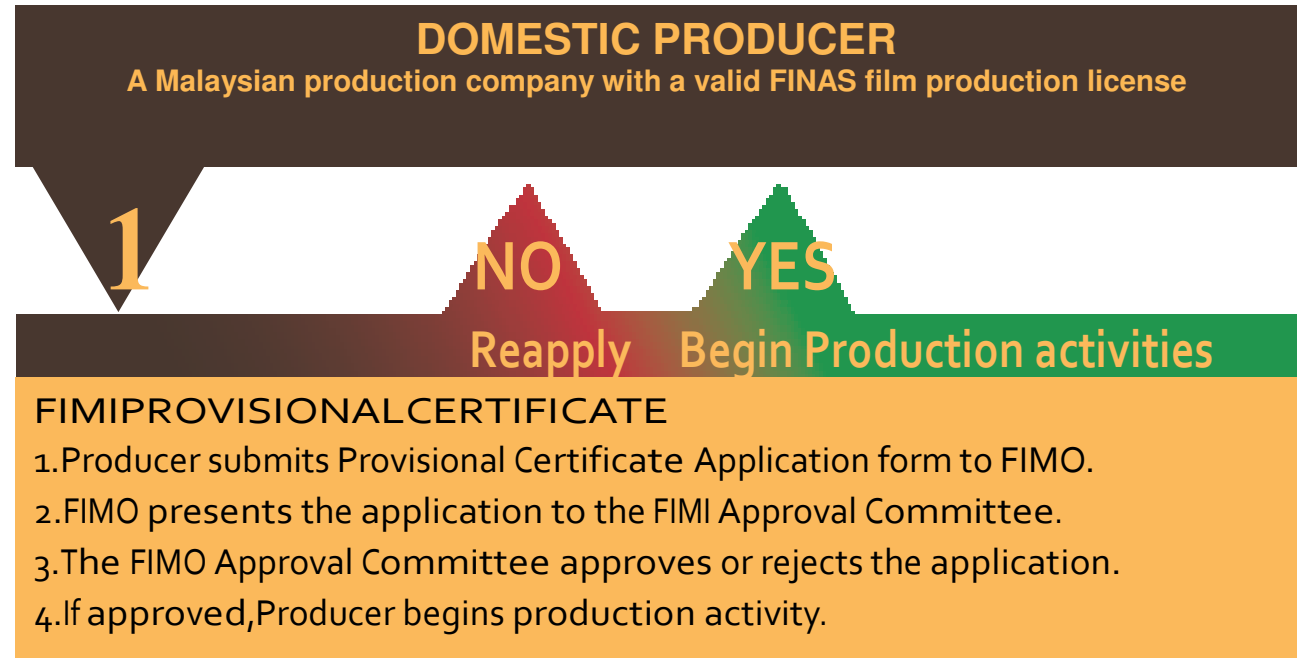 DOMESTIC PRODUCER
A Malaysian production company with a valid FINAS film production license
1
NO
YES
Reapply
Begin Production activities
FIMIPROVISIONALCERTIFICATE
1.Producer submits Provisional Certificate Application form to FIMO.
2.FIMO presents the application to the FIMI Approval Committee.
3.The FIMO Approval Committee approves or rejects the application.
4.If approved,Producer begins production activity.